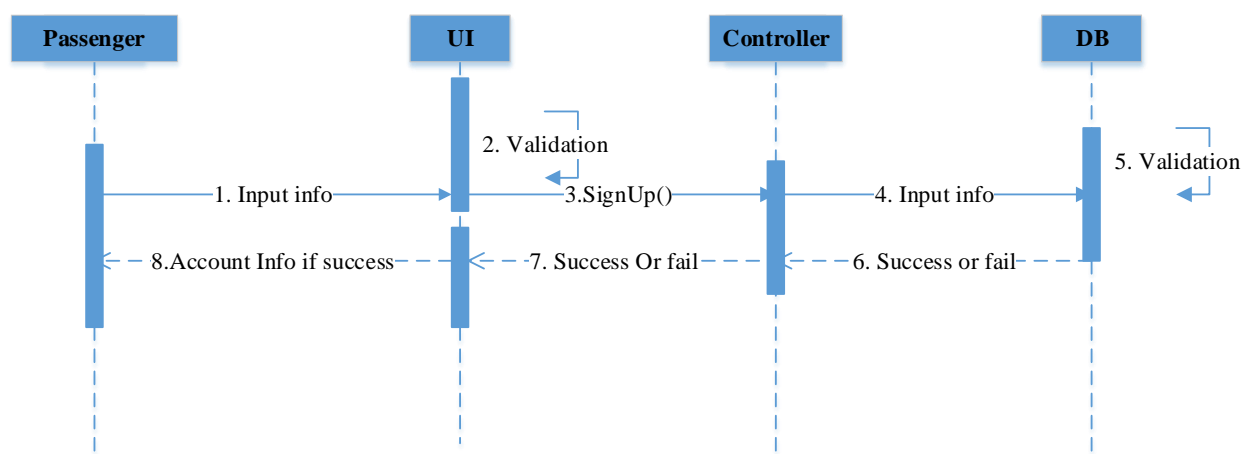 Passenger
UI
Controller
DB
2. Validation
5. Validation
1. Input info
3.SignUp()
4. Input info
8.Account Info if success
7. Success Or fail
6. Success or fail